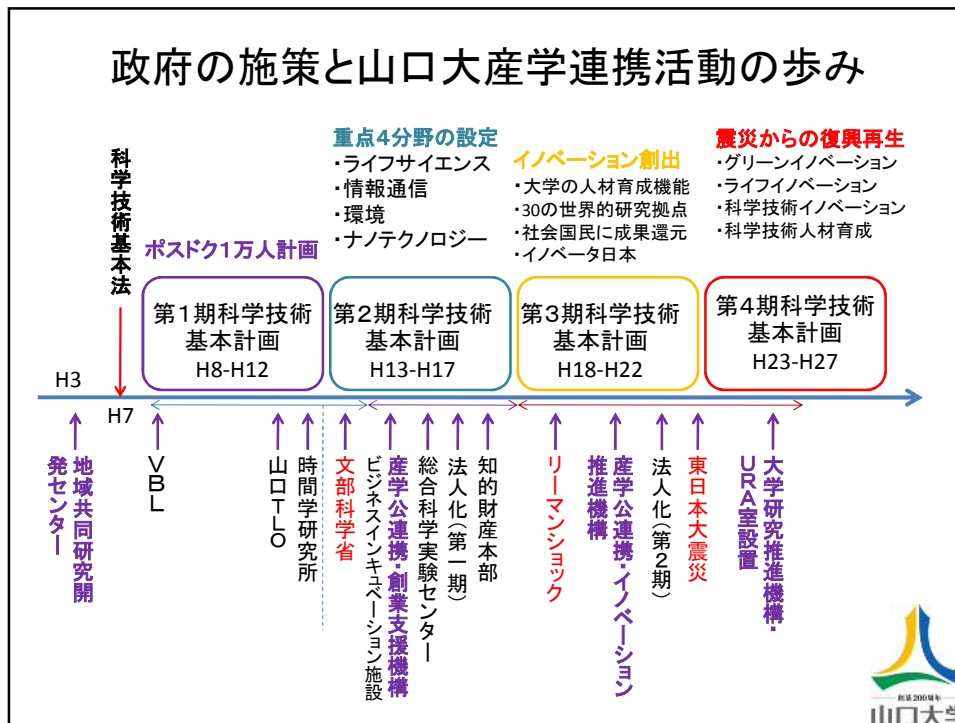 政府の施策と山口大産学連携活動の歩み
科学技術基本法
ポスドク1万人計画
重点4分野の設定
・ライフサイエンス
・情報通信
・環境
・ナノテクノロジー
イノベーション創出
・大学の人材育成機能
・30の世界的研究拠点
・社会国民に成果還元
・イノベータ日本
震災からの復興再生
・グリーンイノベーション
・ライフイノベーション
・科学技術イノベーション
・科学技術人材育成
第1期科学技術
基本計画
H8-H12
第2期科学技術
基本計画
H13-H17
第3期科学技術
基本計画
H18-H22
第4期科学技術
基本計画
H23-H27
H3
H7
地域共同研究開
発センター
VBL
山口TLO
時間学研究所
文部科学省
ビジネスインキュベーション施設
産学公連携・創業支援機構
総合科学実験センター
法人化(第一期)
知的財産本部
リーマンショック
産学公連携・イノベーション
推進機構
法人化(第2期)
東日本大震災
大学研究推進機構・
URA室設置
創基200周年
山口大学